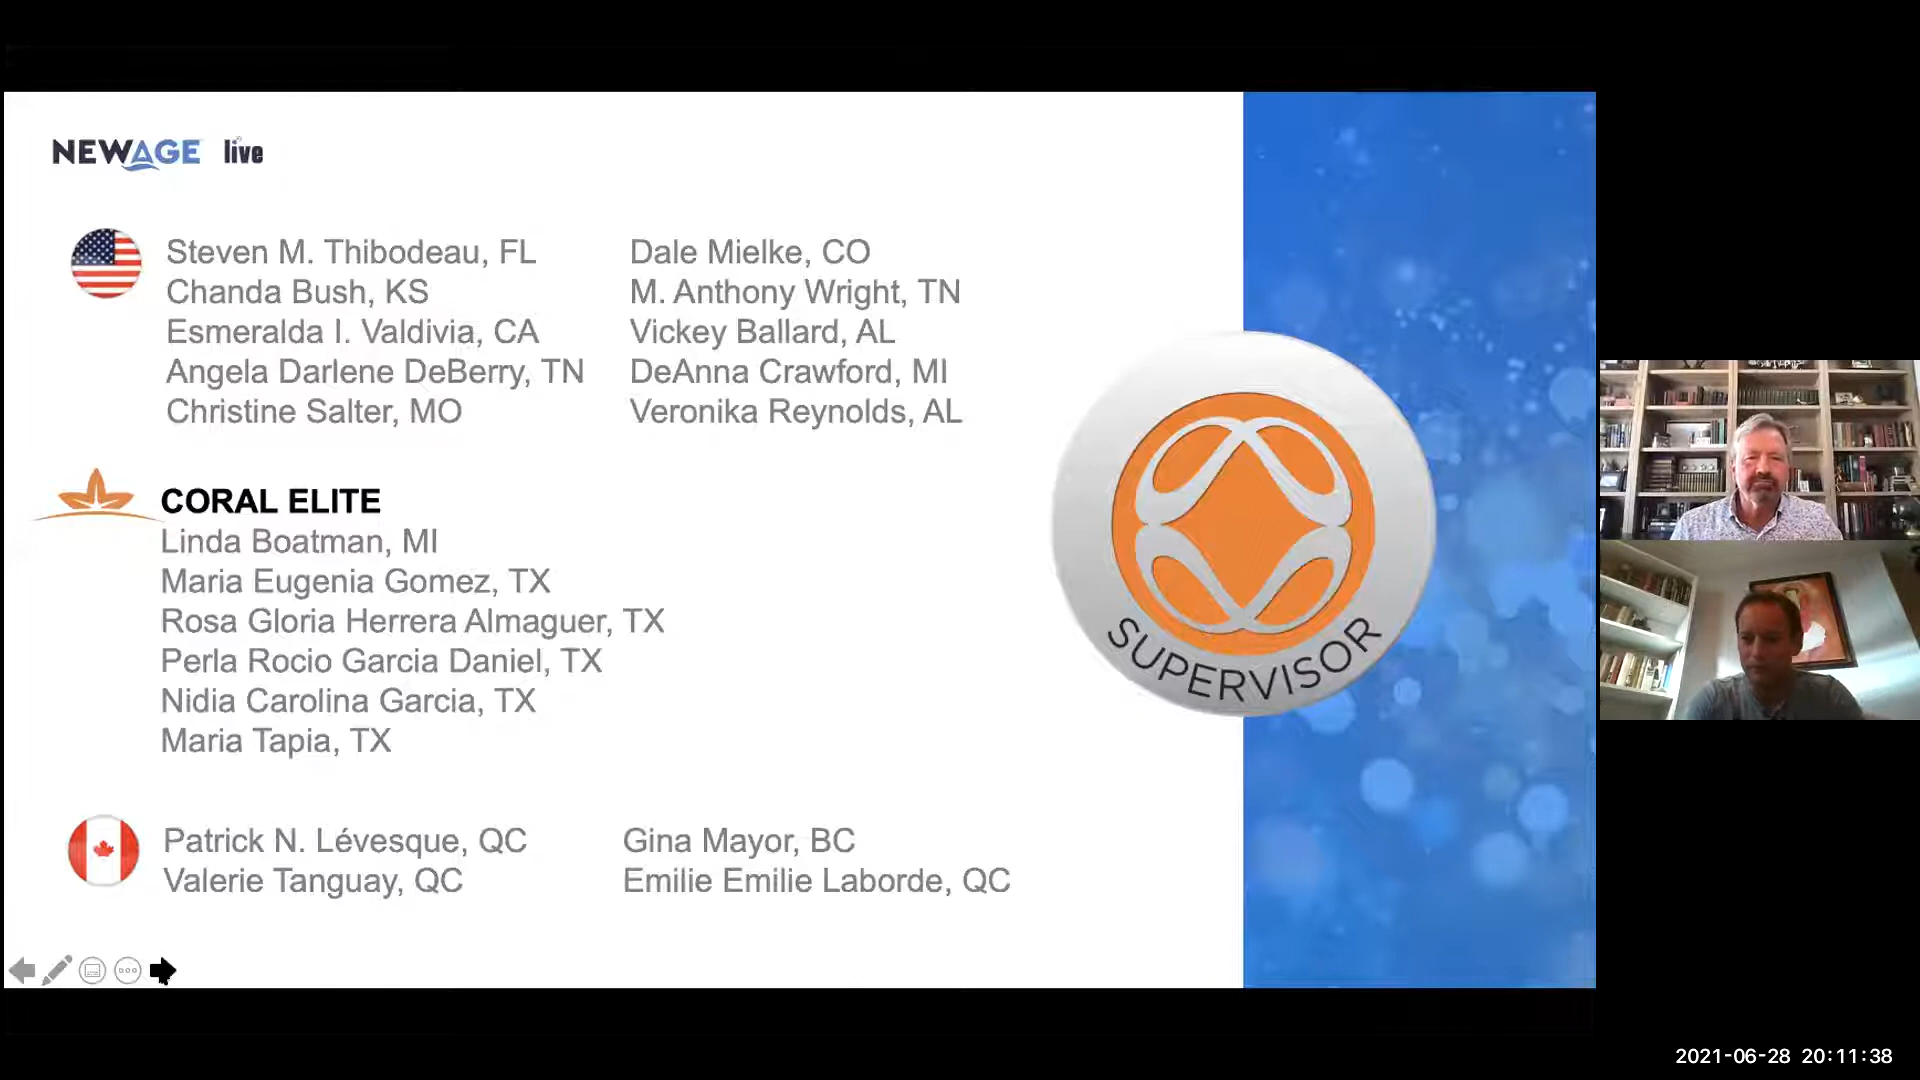 NEWAGE live
Steven M. Thibodeau, FL
Chanda Bush, KS
Esmeralda I. Valdivia, CA
Angela Darlene DeBerry, TN
Christine Salter, MO
Dale Mielke, CO
M. Anthony Wright, TN
Vickey Ballard, AL
DeAnna Crawford, MI
Veronika Reynolds, AL
CORAL ELITE
Linda Boatman, MI
Maria Eugenia Gomez, TX
Rosa Gloria Herrera Almaguer, TX
Perla Rocio Garcia Daniel, TX
Nidia Carolina Garcia, TX
Maria Tapia, TX
Patrick N. Lévesque, QC
Valerie Tanguay, QC
Gina Mayor, BC
Emilie Emilie Laborde, QC
SUPERVISOR
2021-06-28 20:11:38